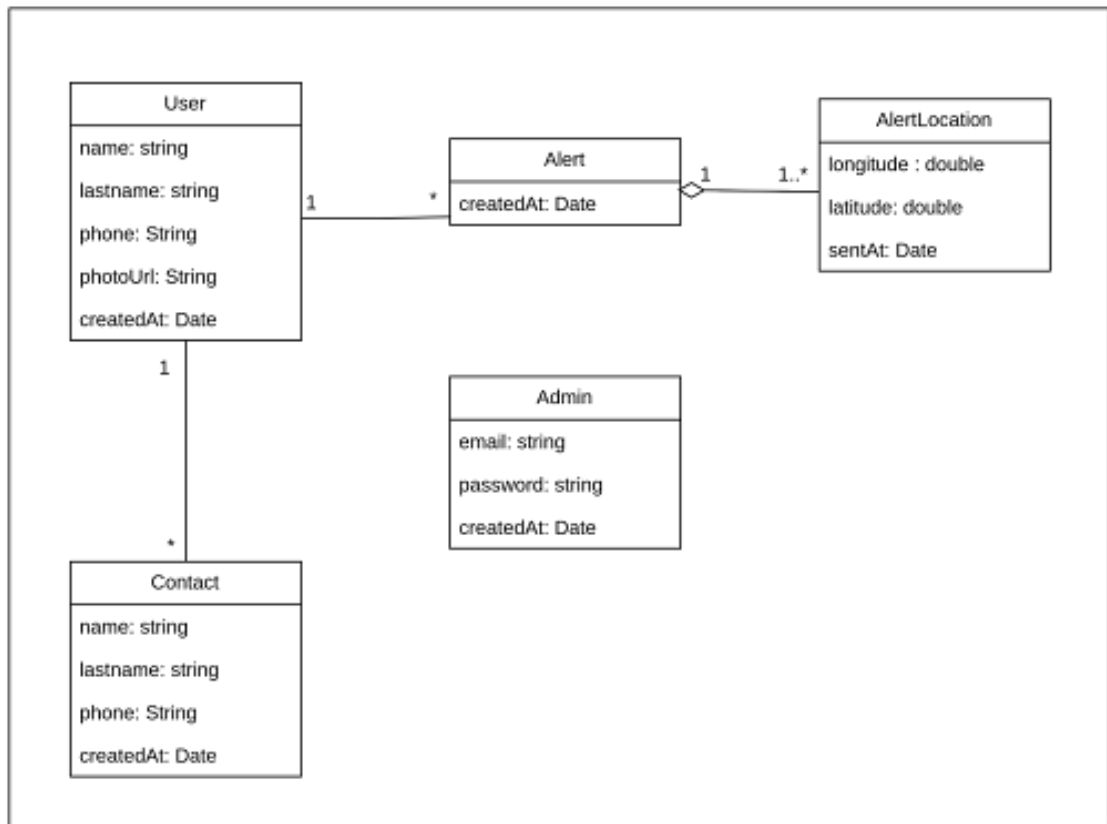 User
name: string
lastname: string
phone: String
photoUrl: String
createdAt: Date
1
*
Alert
createdAt: Date
1
1..*
AlertLocation
longitude : double
latitude: double
sentAt: Date
1
*
Contact
name: string
lastname: string
phone: String
createdAt: Date
Admin
email: string
password: string
createdAt: Date